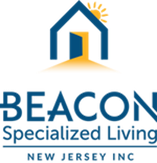 BEACON
Specialized Living
NEW JERSEY INC